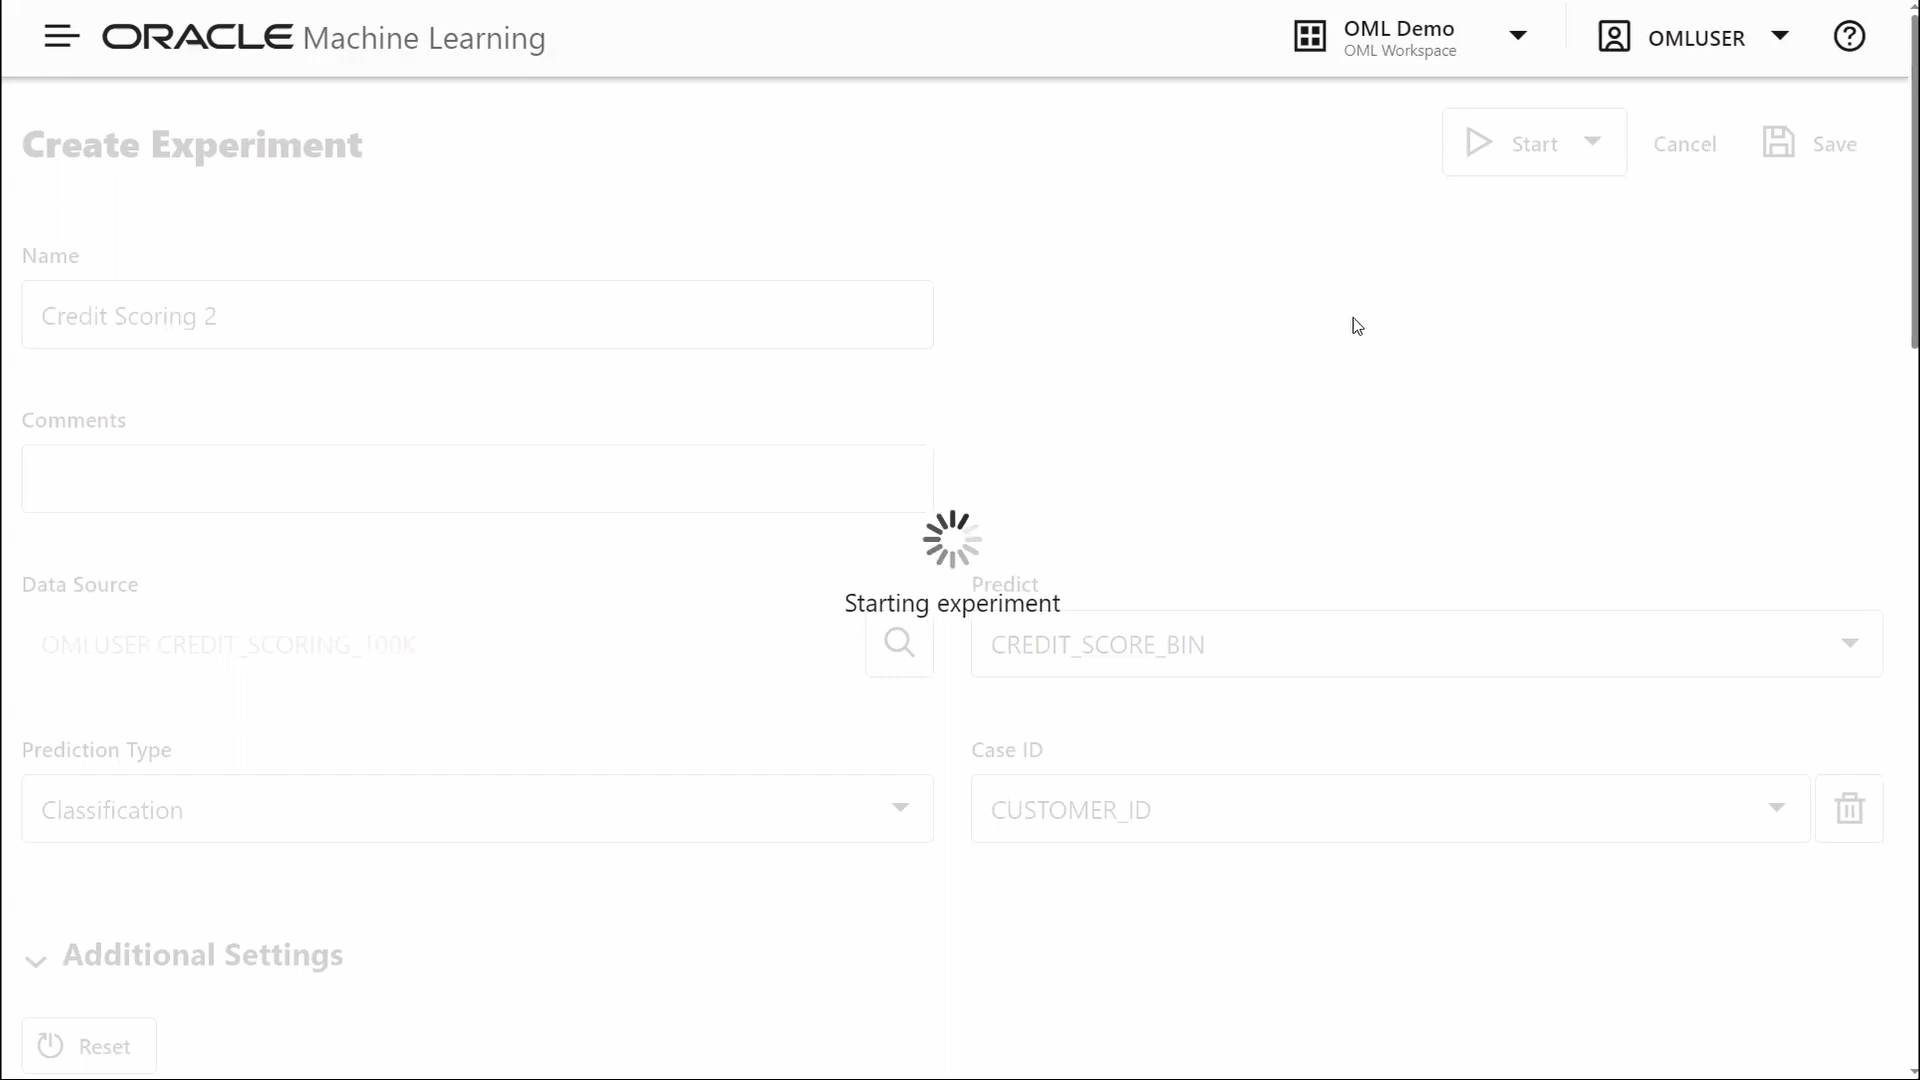 ORACLE Machine Learning
OML Demo
OML Workspace
OMLUSER
?
Create Experiment
Start
Cancel
Save
Name
Credit Scoring 2
Comments
Data Source
Predict
Starting experiment
OMLUSER CREDIT_SCORING_100K
CREDIT_SCORE_BIN
Prediction Type
Case ID
Classification
CUSTOMER_ID
Additional Settings
Reset